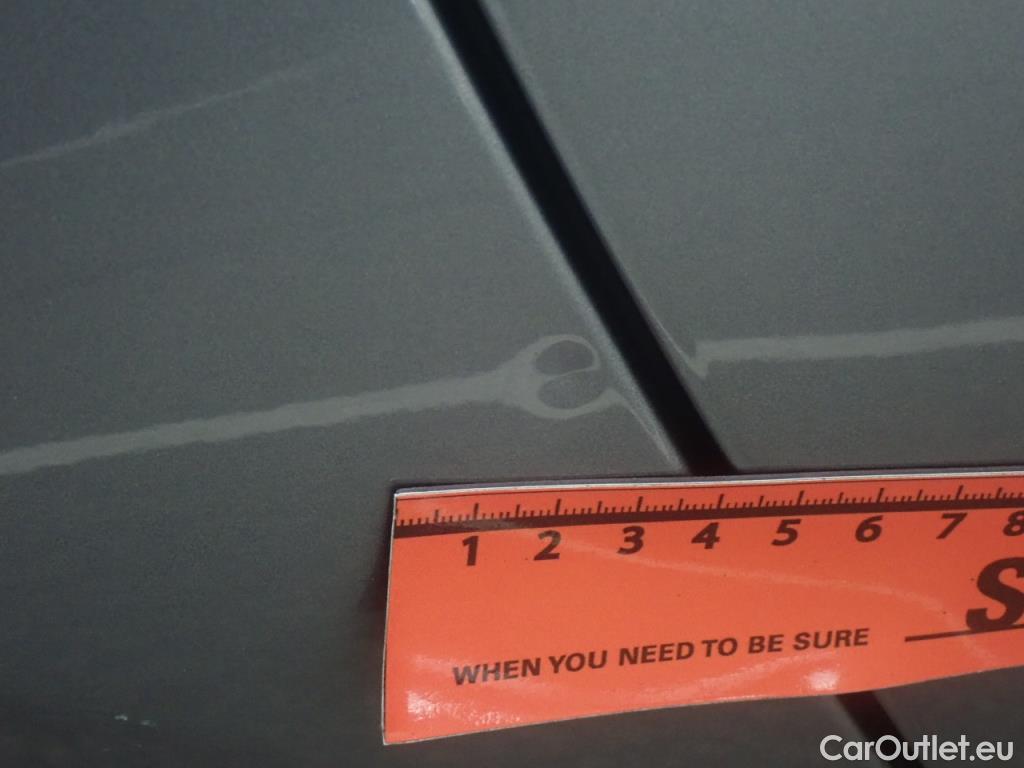 1 2 3 4 5 6 7 8
S
WHEN YOU NEED TO BE SURE
CarOutlet.eu